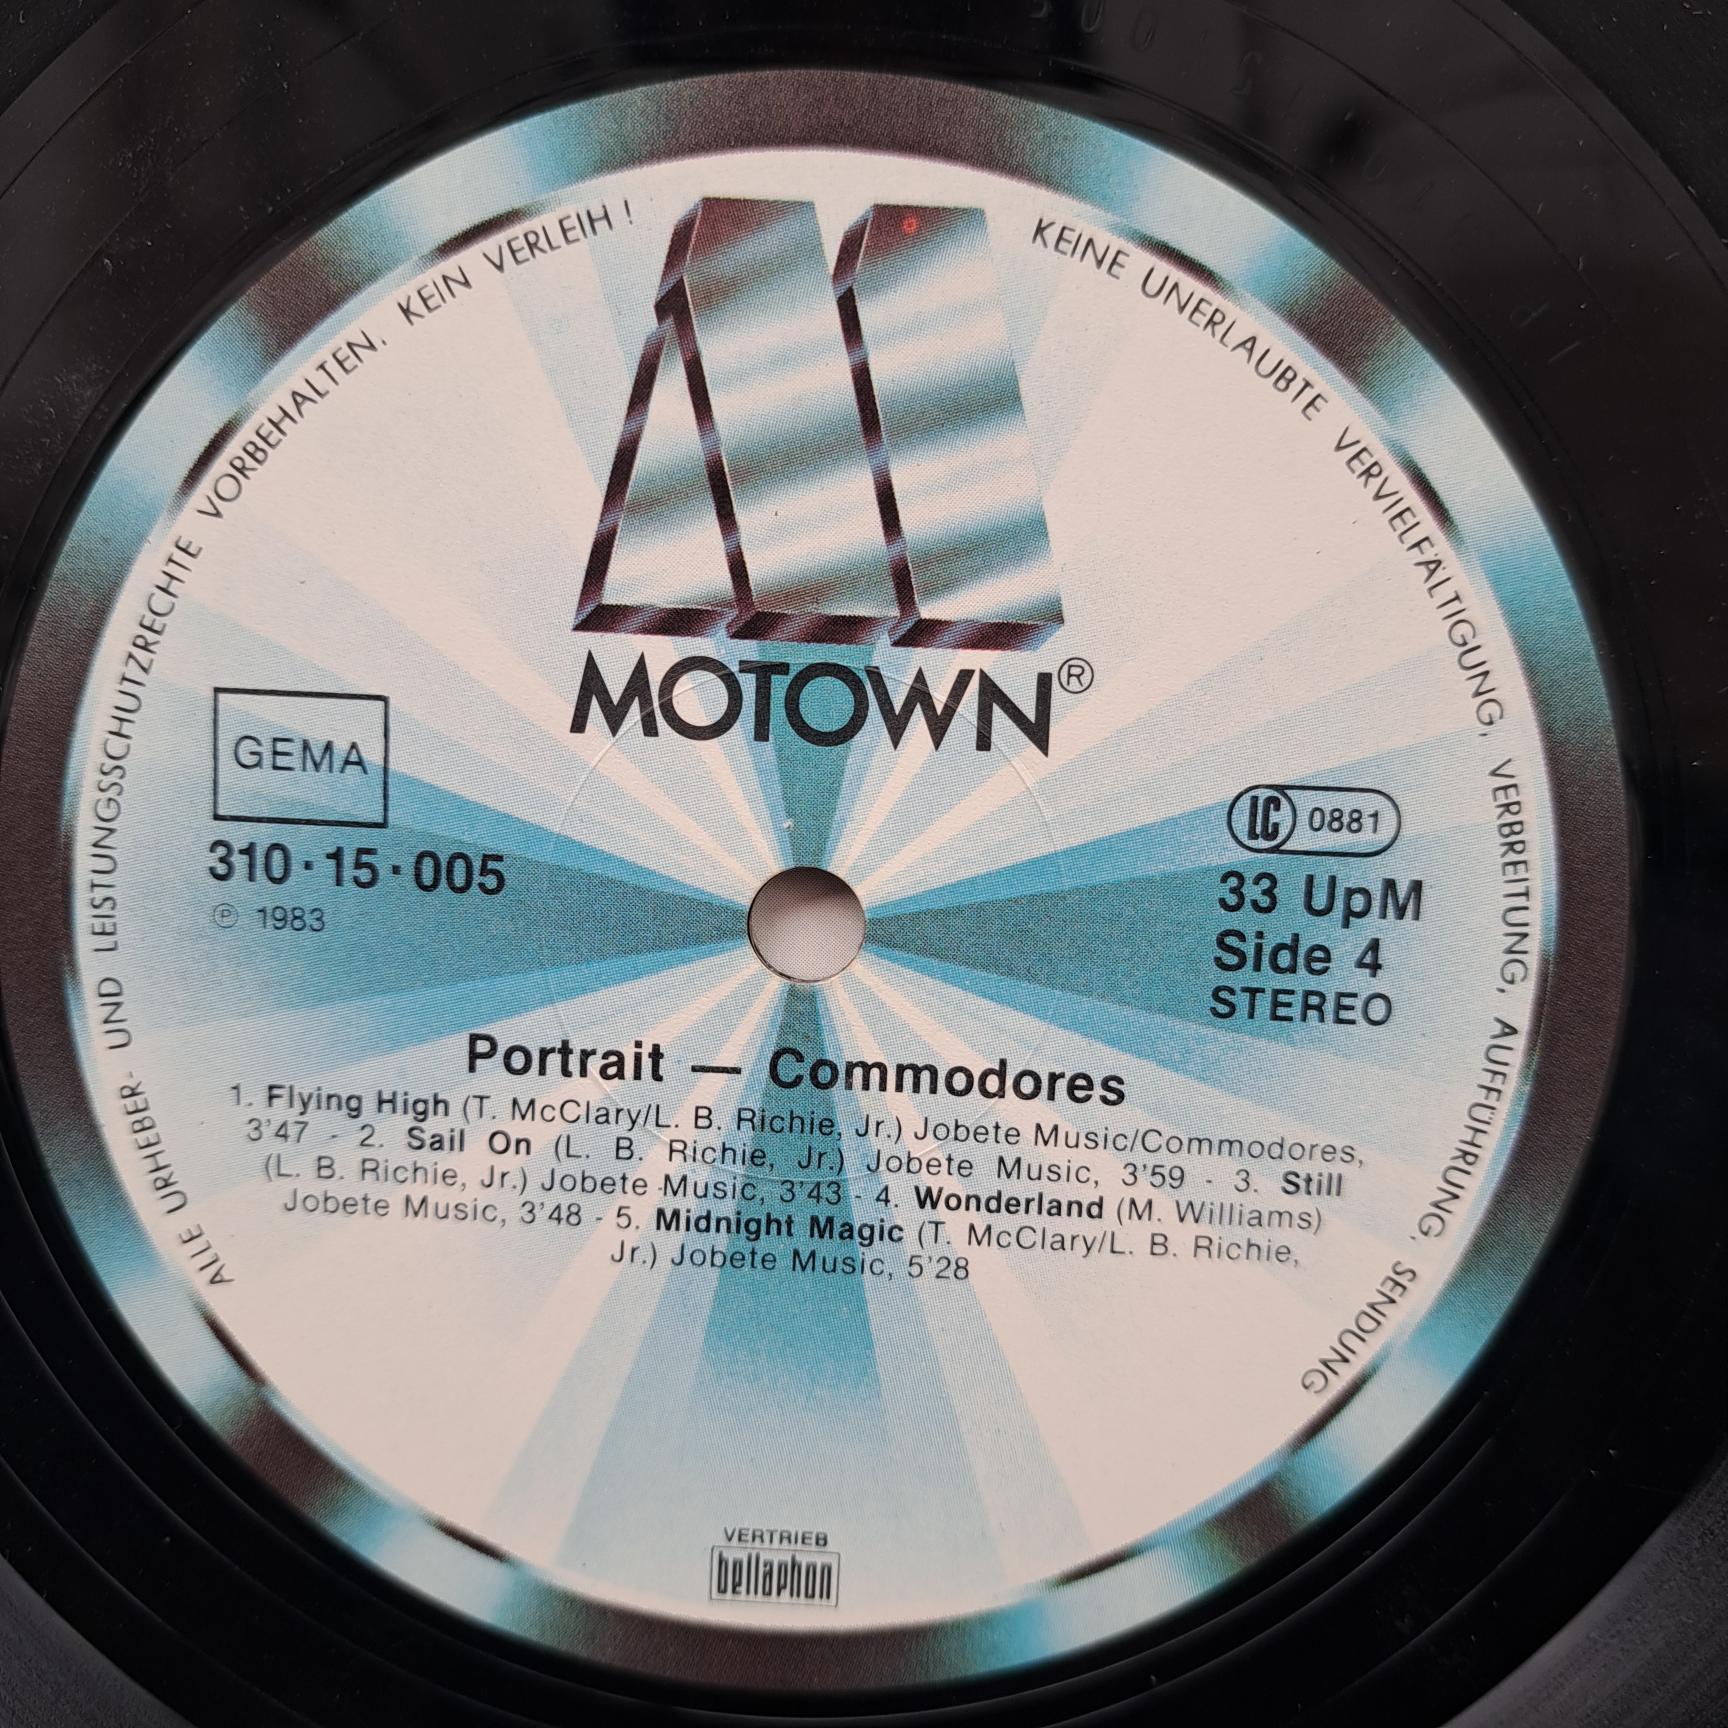 ALLE URHEBER- UND LEISTUNGSSCHUTZRECHTE VORBEHALTEN. KEIN VERLEIH !
KEINE UNERLAUBTE VERVIELFÄLTIGUNG, VERBREITUNG, AUFFÜHRUNG, SENDUNG
MOTOWN®
GEMA
310·15·005
℗ 1983
LC 0881
33 UpM
Side 4
STEREO
Portrait — Commodores
1. Flying High (T. McClary/L. B. Richie, Jr.) Jobete Music/Commodores,
3'47 - 2. Sail On (L. B. Richie, Jr.) Jobete Music, 3'59 - 3. Still
(L. B. Richie, Jr.) Jobete Music, 3'43 - 4. Wonderland (M. Williams)
Jobete Music, 3'48 - 5. Midnight Magic (T. McClary/L. B. Richie,
Jr.) Jobete Music, 5'28
VERTRIEB
bellaphon